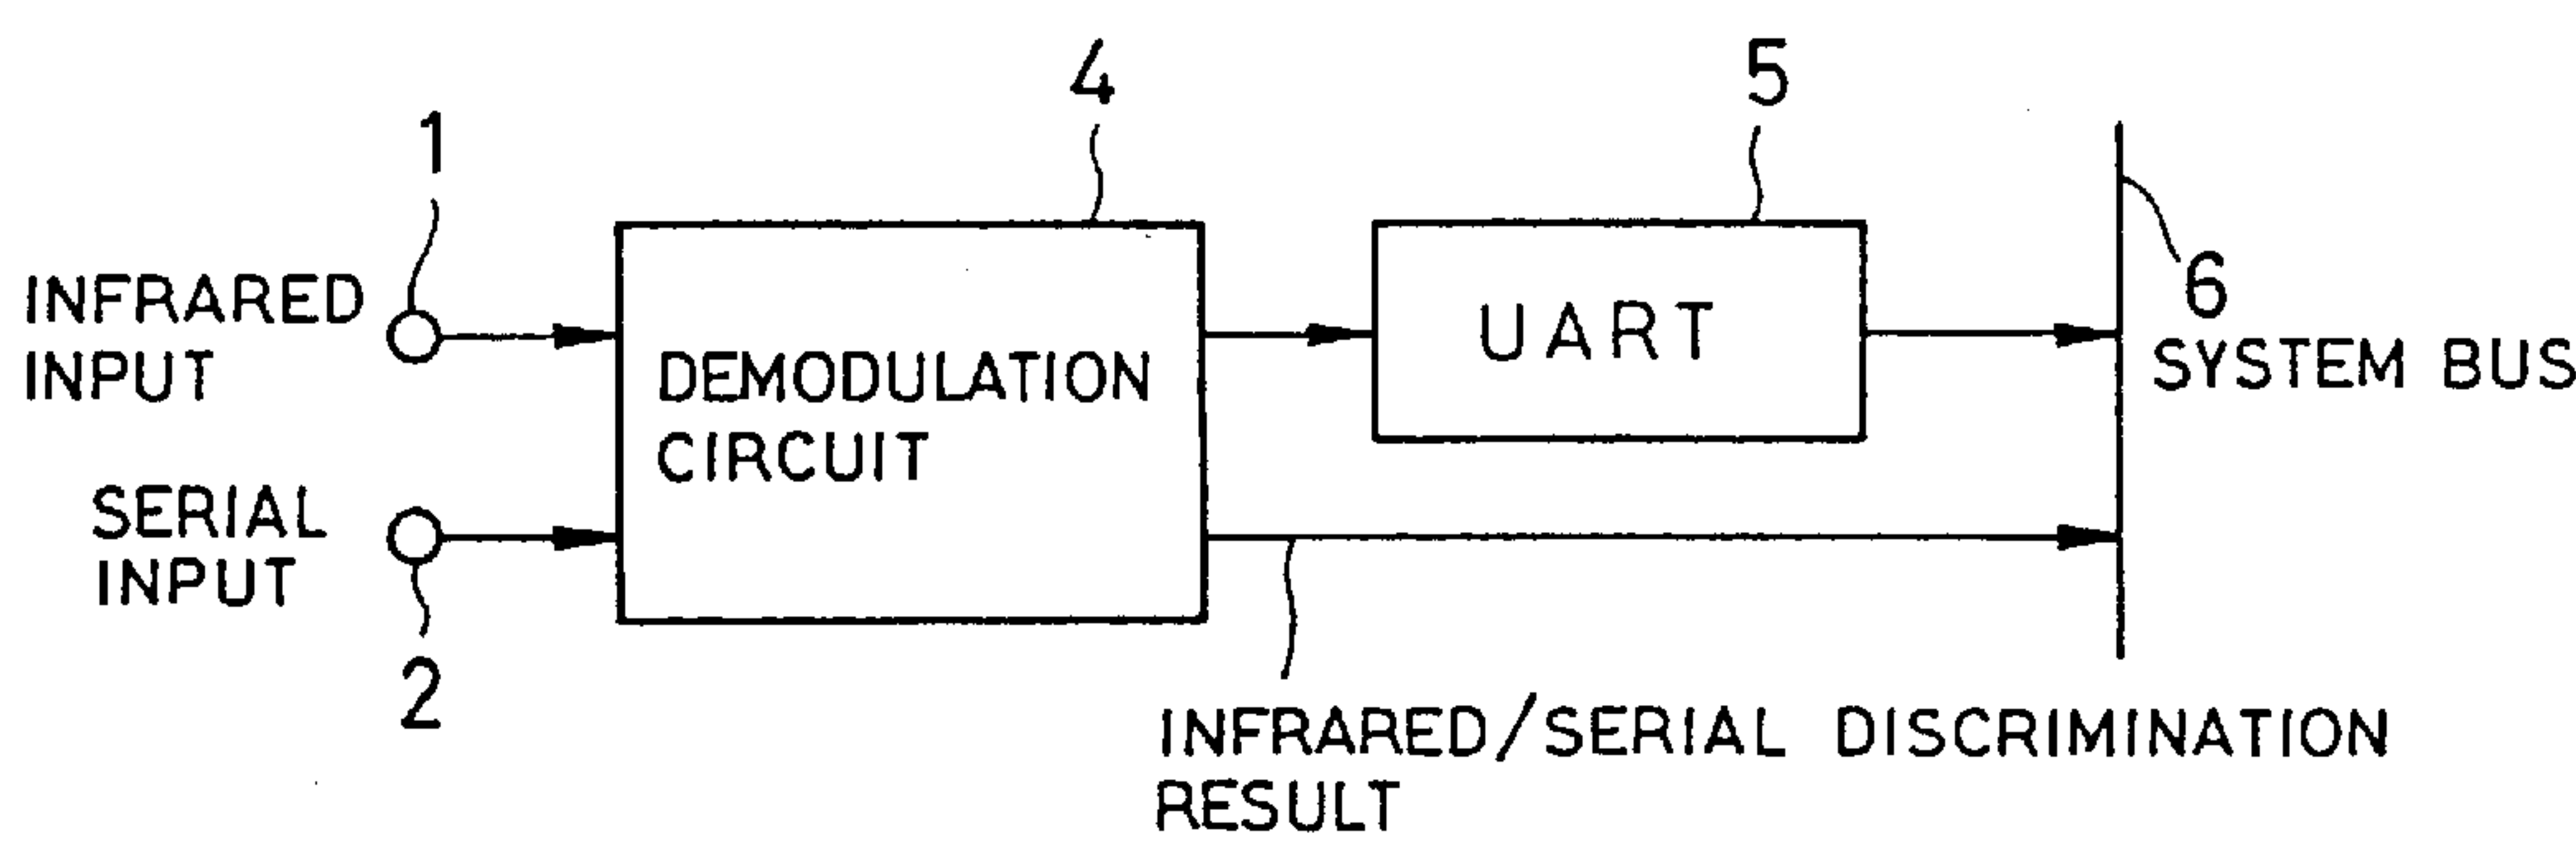 4
5
1
INFRARED
INPUT
6
UART
DEMODULATION
CIRCUIT
SYSTEM BUS
SERIAL
INPUT
2
INFRARED/SERIAL DISCRIMINATION
RESULT